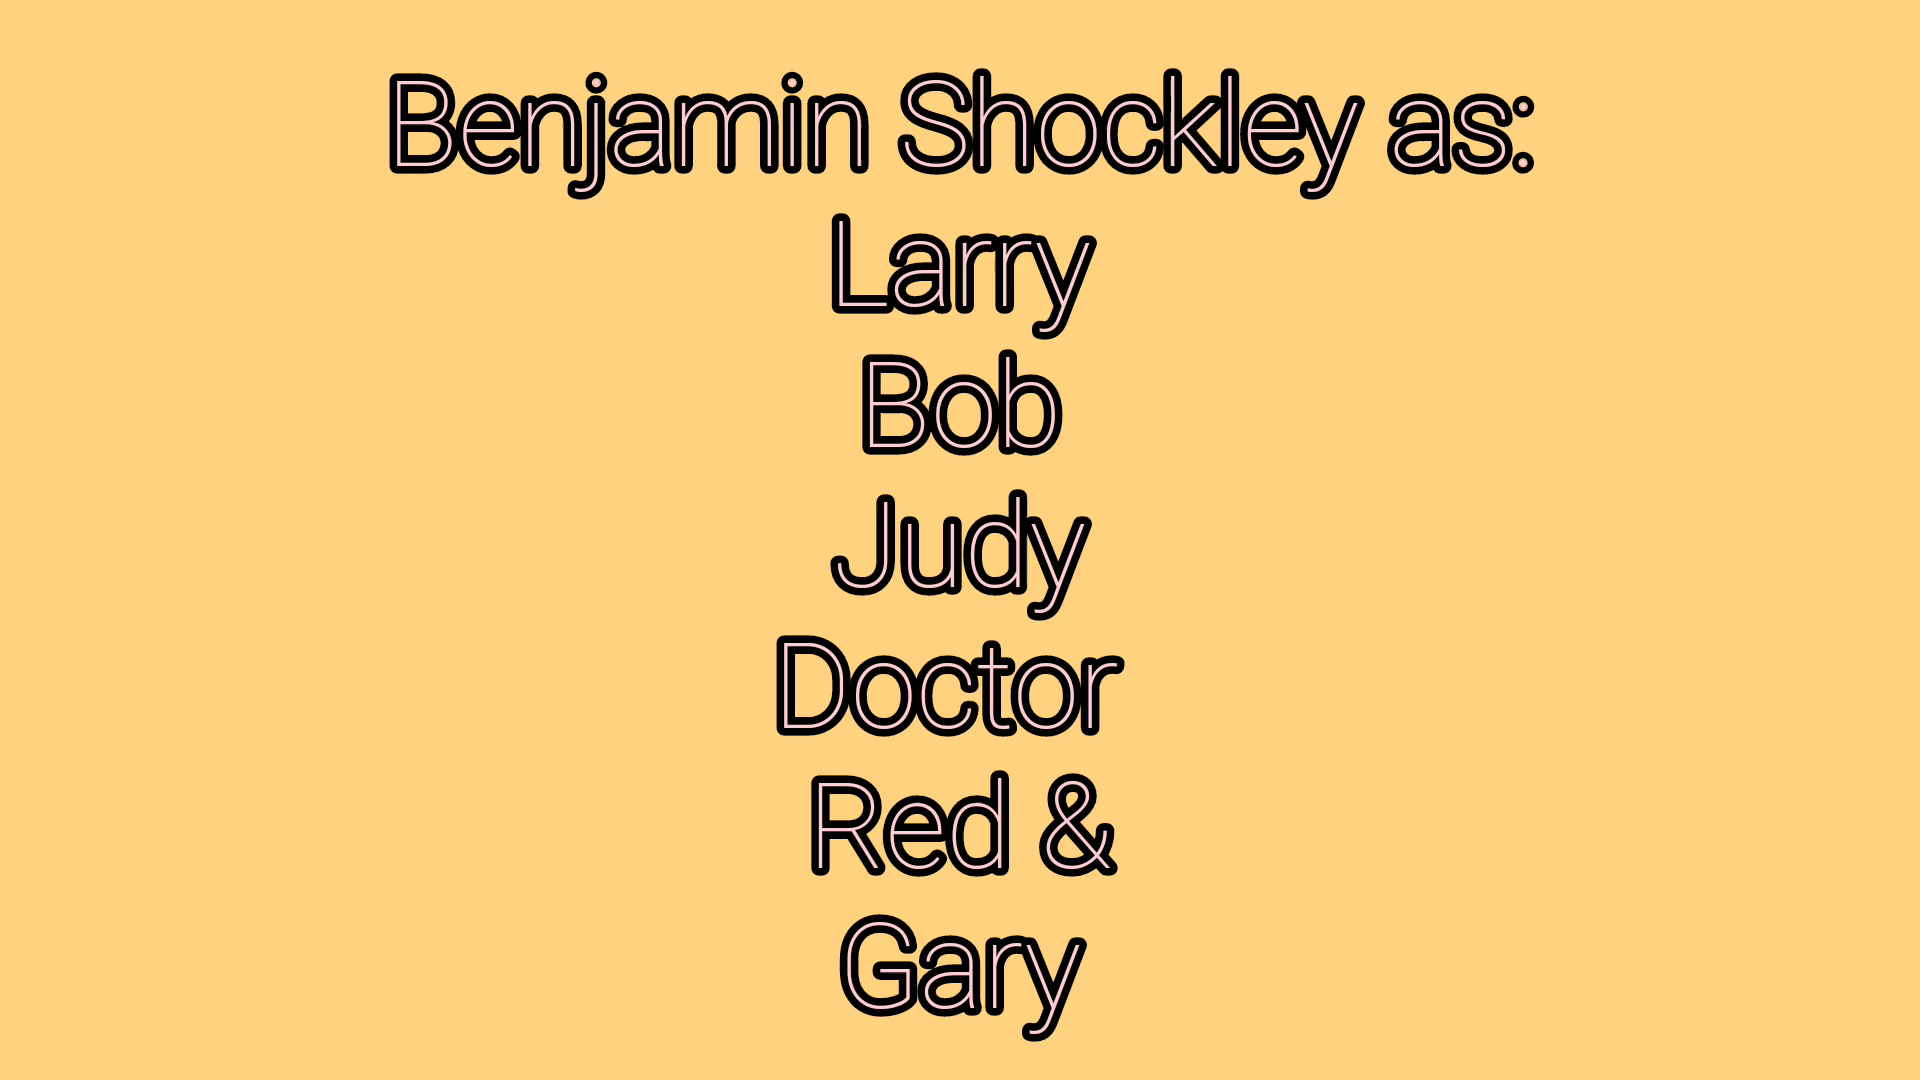 Benjamin Shockley as:
Larry
Bob
Judy
Doctor
Red &
Gary